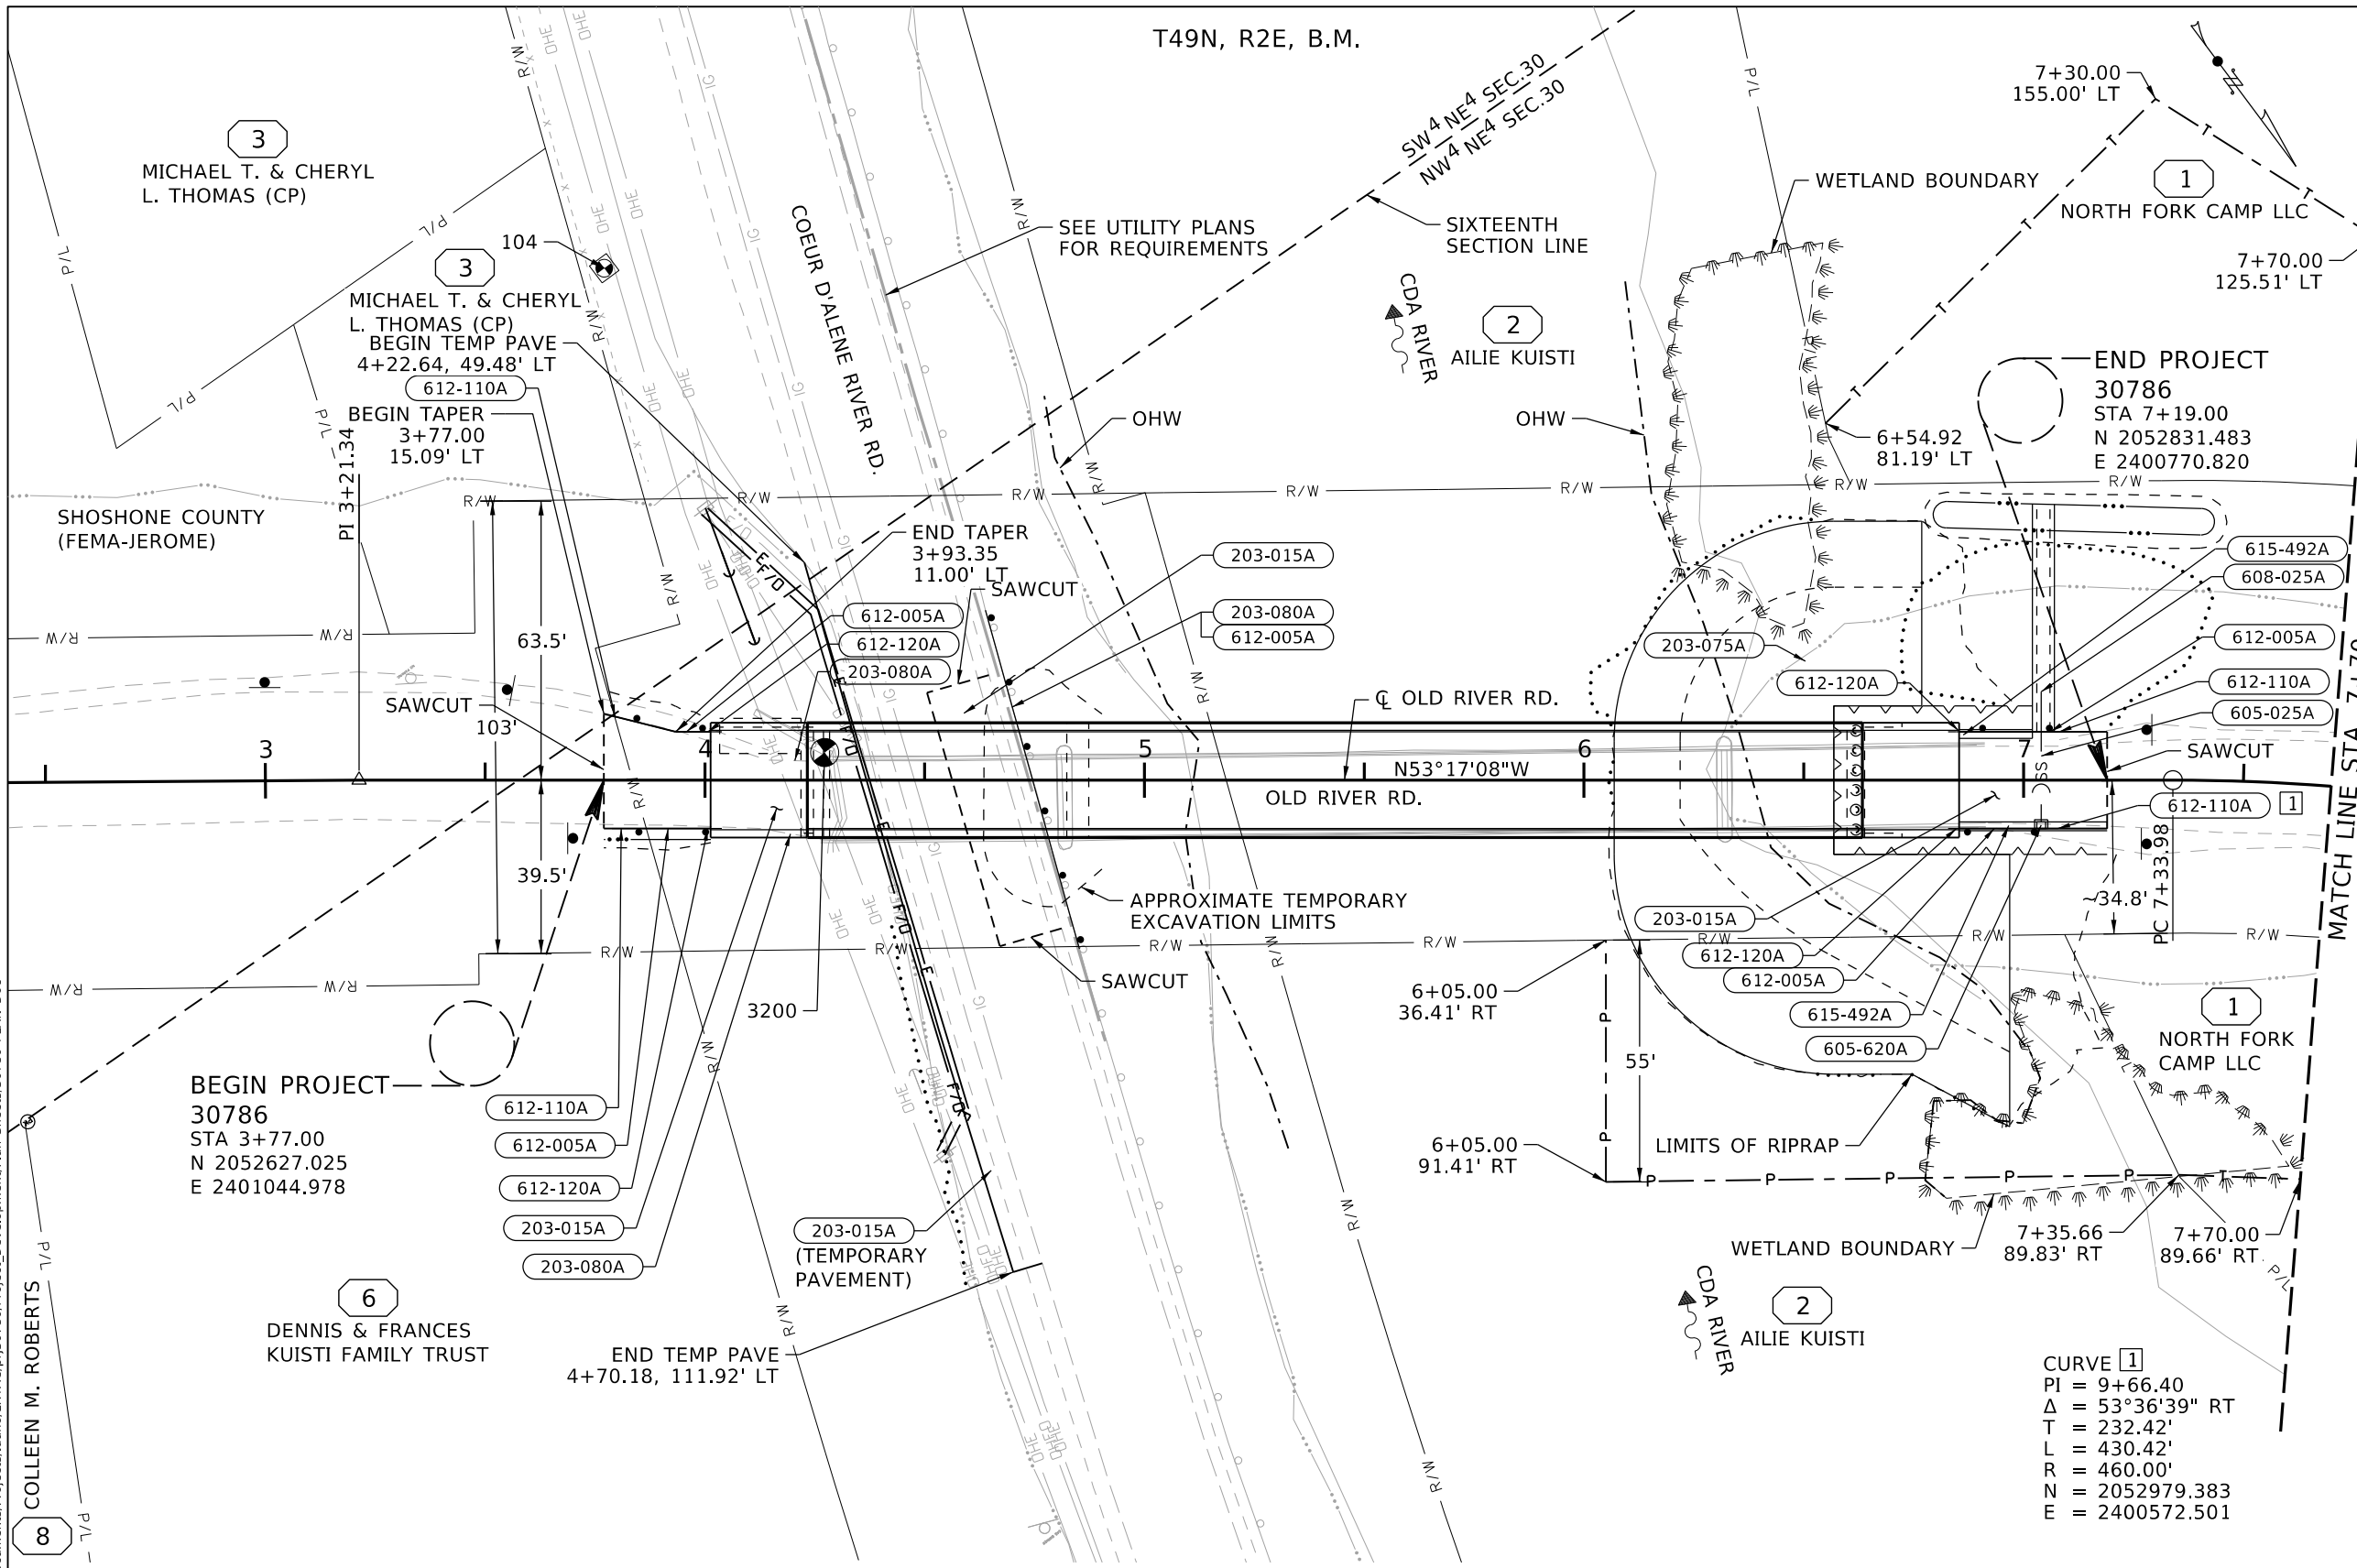 T49N, R2E, B.M.
SW⁴ NE⁴ SEC.30
NW⁴ NE⁴ SEC.30
7+30.00
155.00' LT
3
MICHAEL T. & CHERYL
L. THOMAS (CP)
WETLAND BOUNDARY
1
NORTH FORK CAMP LLC
SEE UTILITY PLANS
FOR REQUIREMENTS
SIXTEENTH
SECTION LINE
7+70.00
125.51' LT
104
3
MICHAEL T. & CHERYL
L. THOMAS (CP)
COEUR D'ALENE RIVER RD.
CDA RIVER
2
AILIE KUISTI
BEGIN TEMP PAVE
4+22.64, 49.48' LT
612-110A
END PROJECT
30786
STA 7+19.00
N 2052831.483
E 2400770.820
BEGIN TAPER
3+77.00
15.09' LT
OHW
OHW
6+54.92
81.19' LT
PI 3+21.34
SHOSHONE COUNTY
(FEMA-JEROME)
R/W
R/W
R/W
R/W
R/W
R/W
R/W
END TAPER
3+93.35
11.00' LT
SAWCUT
203-015A
615-492A
608-025A
612-005A
612-120A
203-080A
203-080A
612-005A
63.5'
203-075A
612-120A
612-005A
612-110A
605-025A
SAWCUT
103'
℄ OLD RIVER RD.
SAWCUT
3
4
5
6
7
N53°17'08"W
OLD RIVER RD.
SS
612-110A 1
MATCH LINE STA 7+70
39.5'
~34.8'
PC 7+33.98
APPROXIMATE TEMPORARY
EXCAVATION LIMITS
203-015A
612-120A
612-005A
R/W
R/W
R/W
R/W
R/W
R/W
R/W
SAWCUT
6+05.00
36.41' RT
3200
615-492A
605-620A
55'
1
NORTH FORK
CAMP LLC
BEGIN PROJECT
30786
STA 3+77.00
N 2052627.025
E 2401044.978
612-110A
612-005A
612-120A
203-015A
203-080A
6+05.00
91.41' RT
LIMITS OF RIPRAP
203-015A
(TEMPORARY
PAVEMENT)
WETLAND BOUNDARY
7+35.66
89.83' RT
7+70.00
89.66' RT
6
DENNIS & FRANCES
KUISTI FAMILY TRUST
CDA RIVER
2
AILIE KUISTI
END TEMP PAVE
4+70.18, 111.92' LT
COLLEEN M. ROBERTS
8
CURVE 1
PI = 9+66.40
Δ = 53°36'39" RT
T = 232.42'
L = 430.42'
R = 460.00'
N = 2052979.383
E = 2400572.501